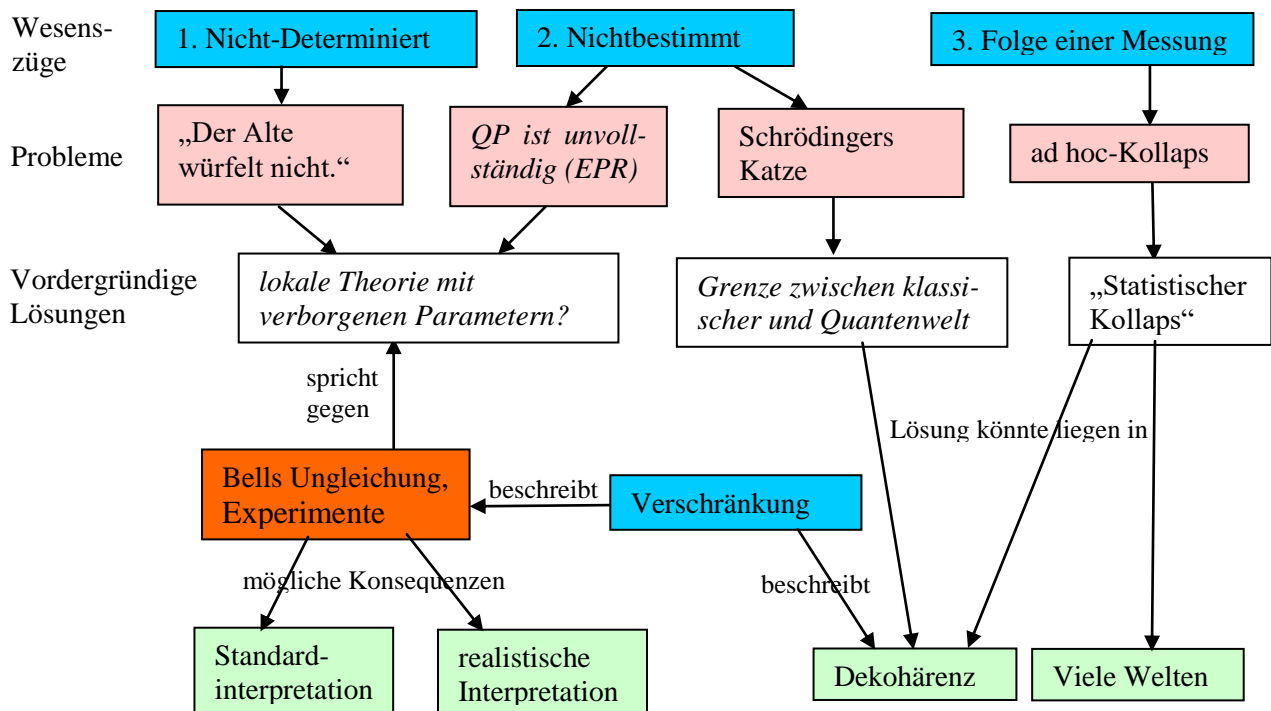 Wesens-
züge
1. Nicht-Determiniert
2. Nichtbestimmt
3. Folge einer Messung
Probleme
„Der Alte
würfelt nicht.“
QP ist unvoll-
ständig (EPR)
Schrödingers
Katze
ad hoc-Kollaps
Vordergründige
Lösungen
lokale Theorie mit
verborgenen Parametern?
Grenze zwischen klassi-
scher und Quantenwelt
„Statistischer
Kollaps“
spricht
gegen
Lösung könnte liegen in
Bells Ungleichung,
Experimente
beschreibt
Verschränkung
mögliche Konsequenzen
beschreibt
Standard-
interpretation
realistische
Interpretation
Dekohärenz
Viele Welten